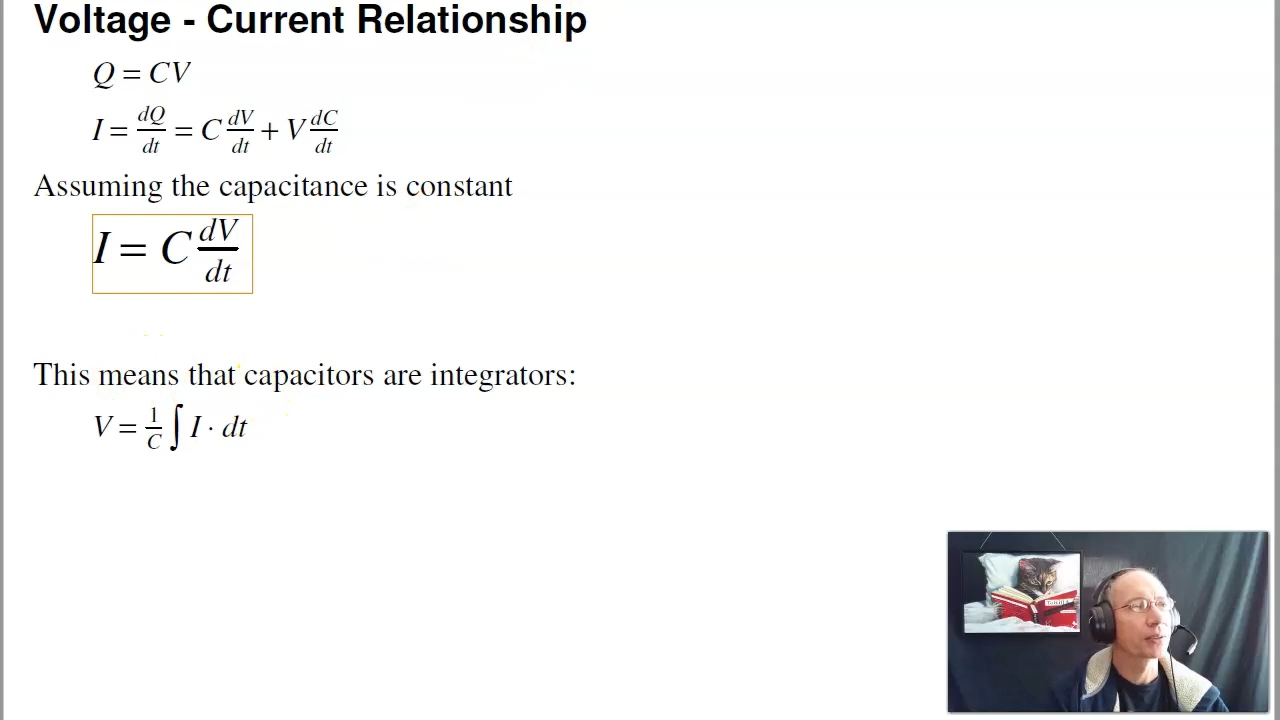 Voltage - Current Relationship
Q = CV
I = dQ/dt = C dV/dt + V dC/dt
Assuming the capacitance is constant
I = C dV/dt
This means that capacitors are integrators:
V = 1/C ∫ I · dt